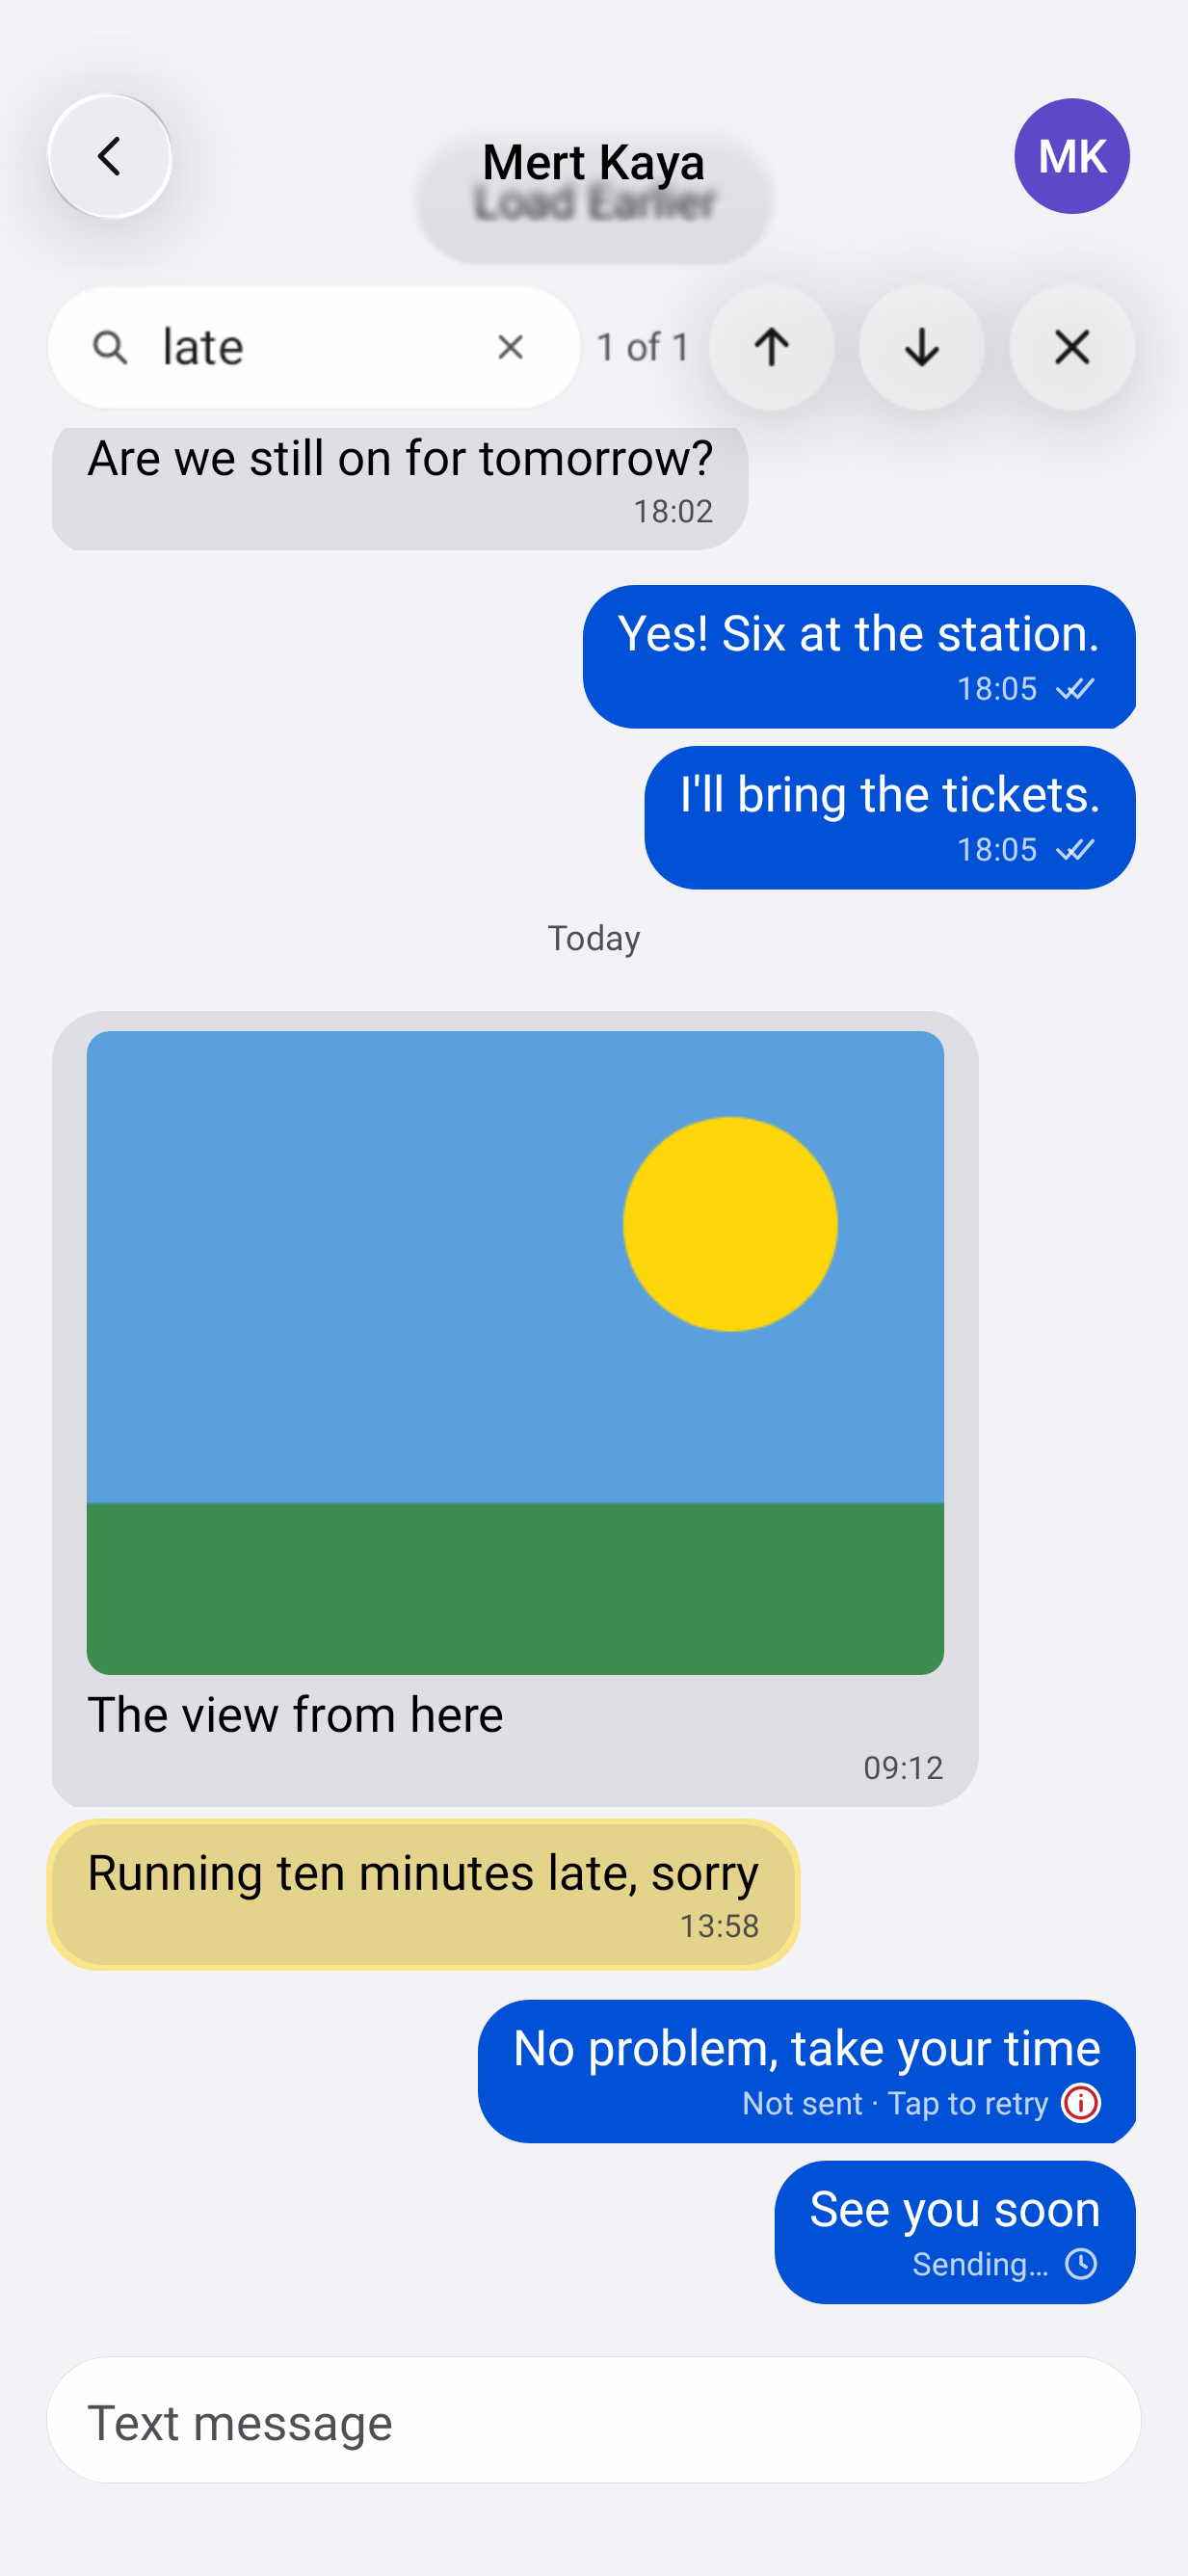 Mert Kaya
MK
Load Earlier
late
1 of 1
Are we still on for tomorrow?
18:02
Yes! Six at the station.
18:05
I'll bring the tickets.
18:05
Today
The view from here
09:12
Running ten minutes late, sorry
13:58
No problem, take your time
Not sent · Tap to retry
See you soon
Sending...
Text message